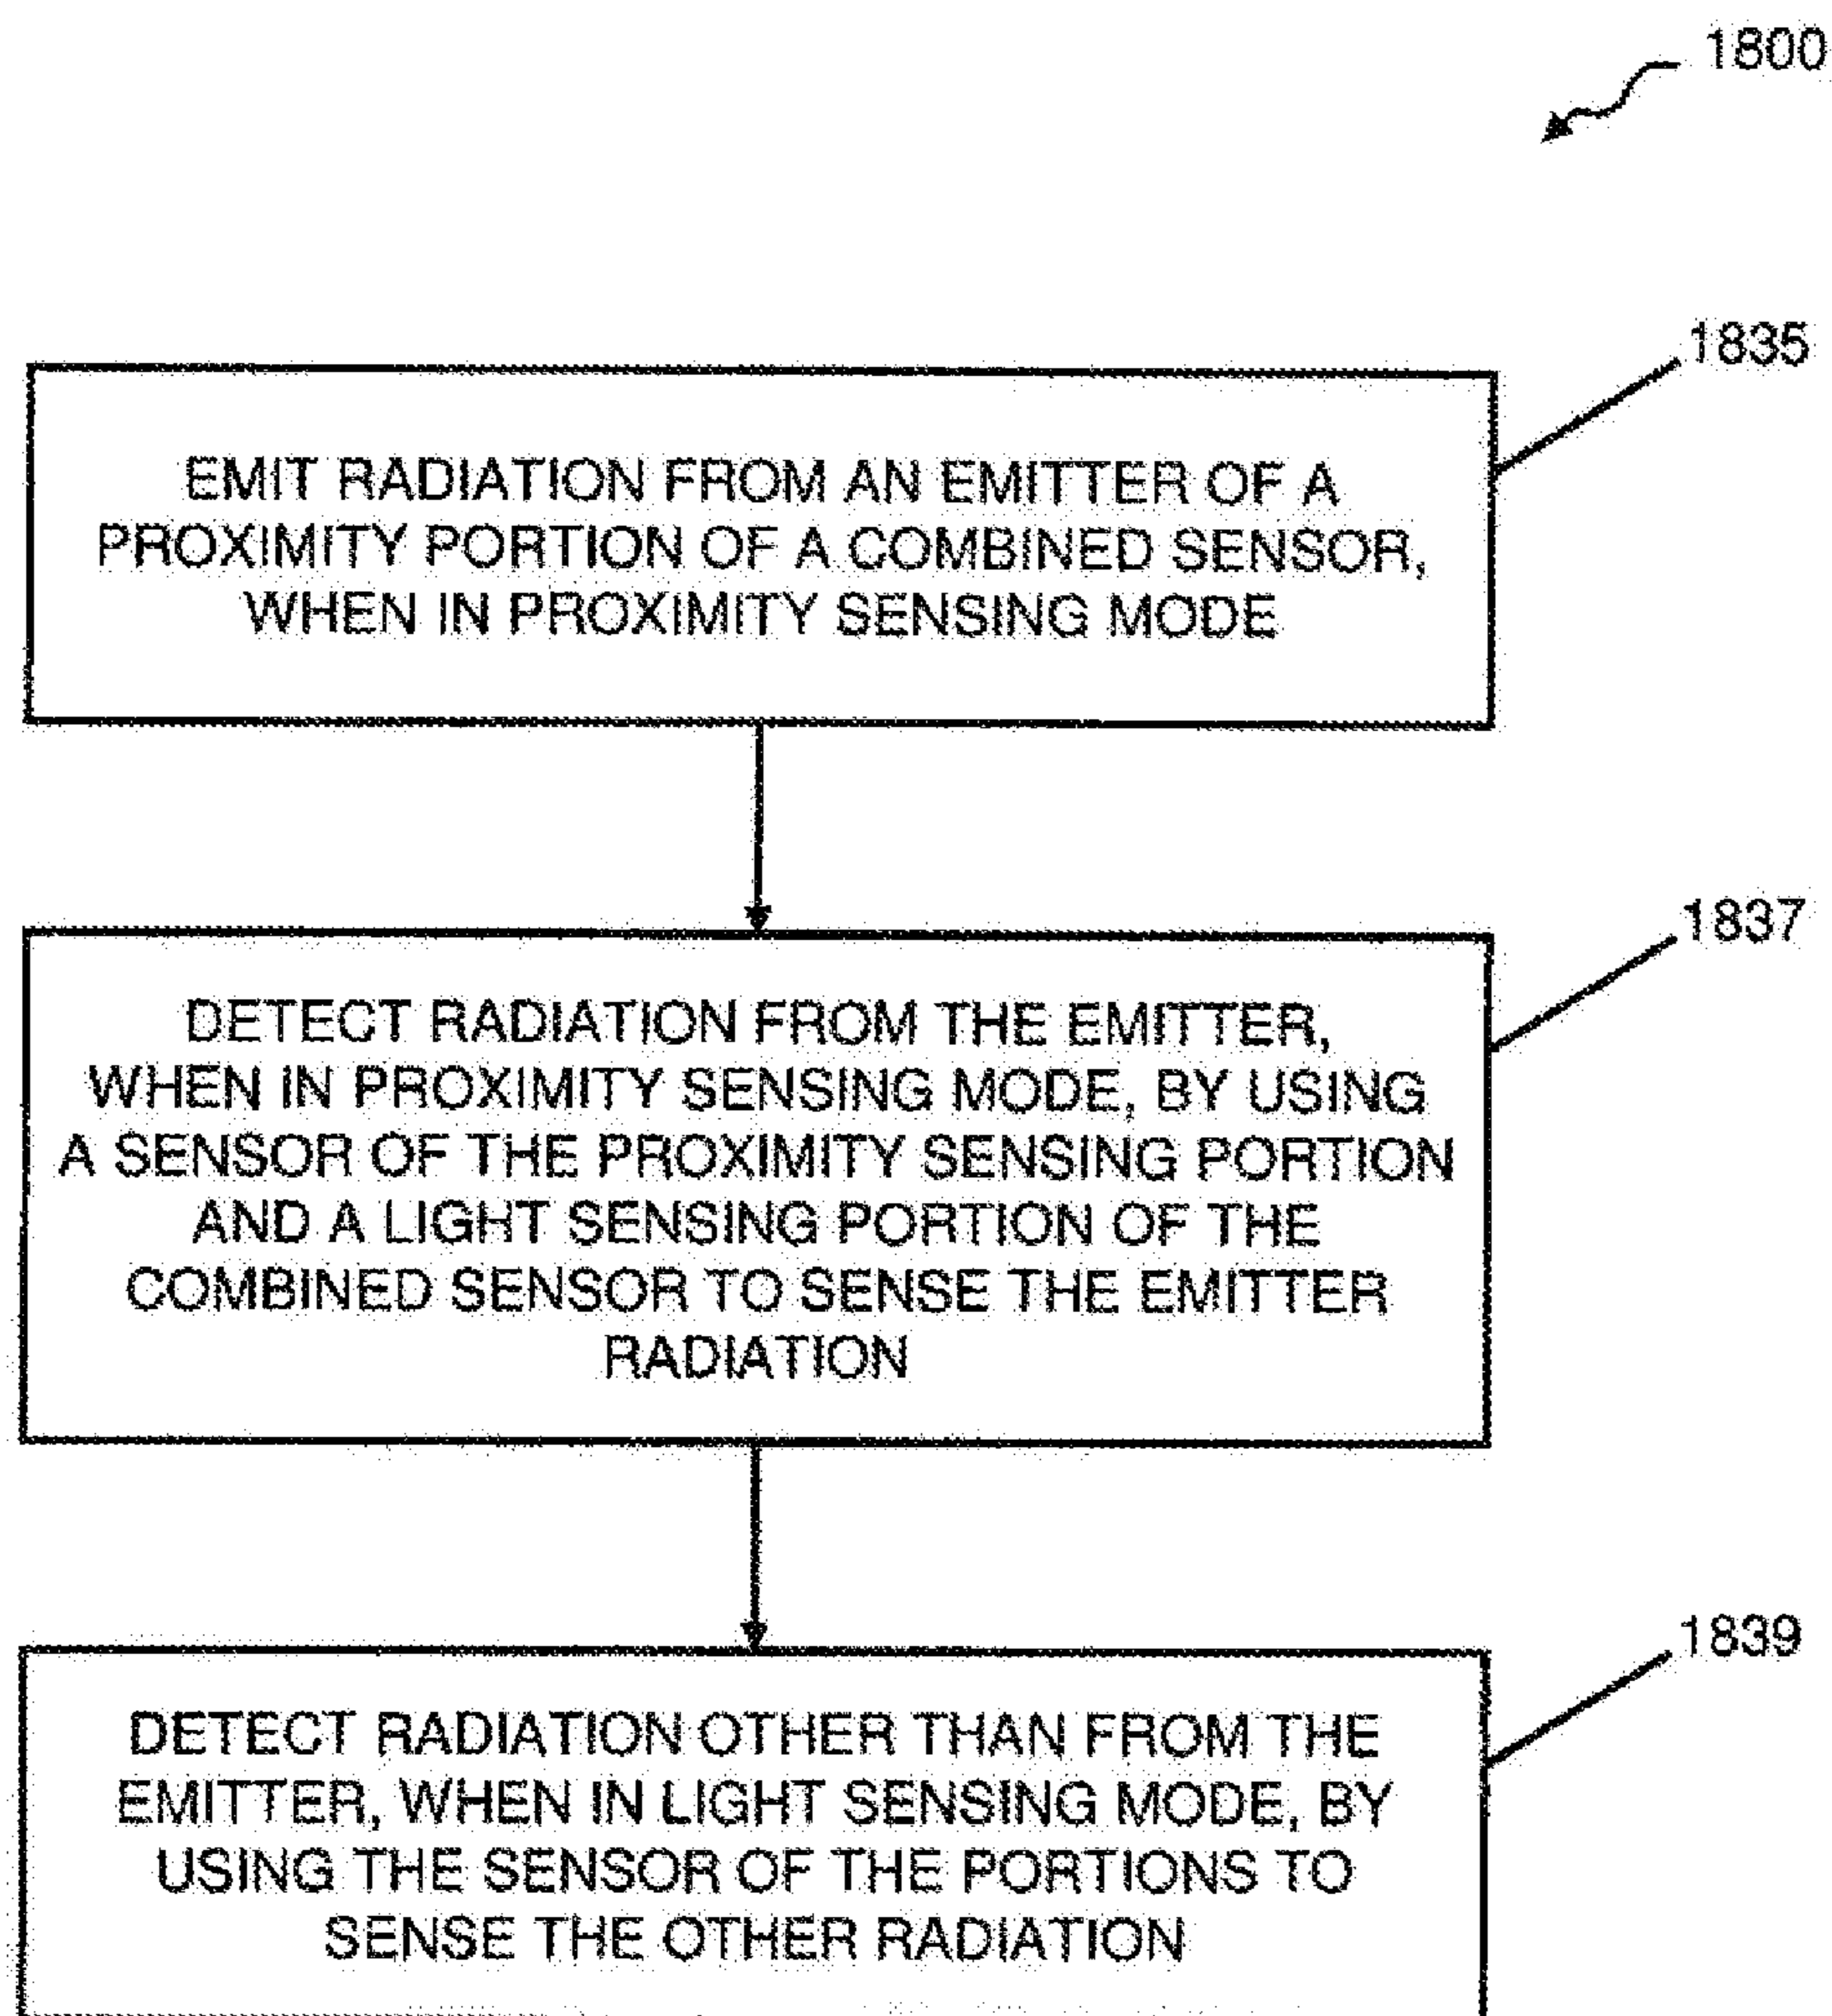 1800
1835
EMIT RADIATION FROM AN EMITTER OF A
PROXIMITY PORTION OF A COMBINED SENSOR,
WHEN IN PROXIMITY SENSING MODE
1837
DETECT RADIATION FROM THE EMITTER,
WHEN IN PROXIMITY SENSING MODE, BY USING
A SENSOR OF THE PROXIMITY SENSING PORTION
AND A LIGHT SENSING PORTION OF THE
COMBINED SENSOR TO SENSE THE EMITTER
RADIATION
1839
DETECT RADIATION OTHER THAN FROM THE
EMITTER, WHEN IN LIGHT SENSING MODE, BY
USING THE SENSOR OF THE PORTIONS TO
SENSE THE OTHER RADIATION